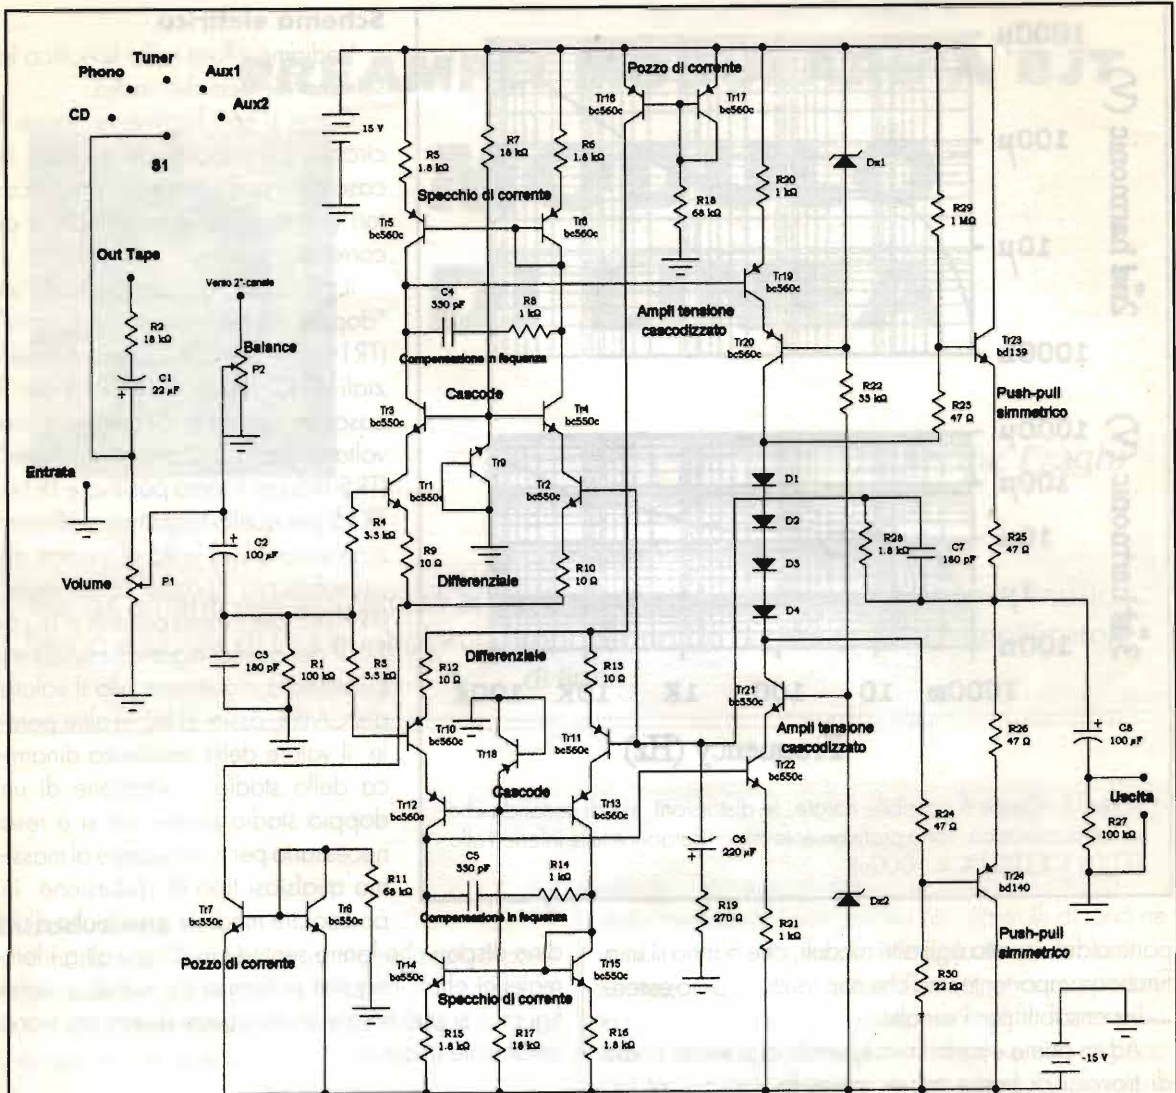 Tuner
Phono
Aux1
CD
Aux2
S1
15 V
R5
1.8 kΩ
R7
18 kΩ
R6
1.8 kΩ
Pozzo di corrente
Tr16
bc560c
Tr17
bc560c
R18
68 kΩ
R20
1 kΩ
Dz1
R29
1 MΩ
Specchio di corrente
Tr5
bc560c
Tr6
bc560c
Out Tape
R2
18 kΩ
C1
22 µF
Verso 2°-canale
Balance
P2
C4
330 pF
R8
1 kΩ
Compensazione in fequenza
Tr19
bc560c
Ampli tensione
cascodizzato
Tr20
bc560c
R22
33 kΩ
Tr23
bd139
Push-pull
simmetrico
R23
47 Ω
Cascode
Tr3
bc550c
Tr4
bc550c
Entrata
Tr1
bc550c
Tr9
bc560c
Tr2
bc550c
D1
D2
D3
D4
R28
1.8 kΩ
C7
180 pF
R25
47 Ω
R4
3.3 kΩ
R9
10 Ω
R10
10 Ω
Differenziale
Volume
P1
C2
100 µF
C3
180 pF
R1
100 kΩ
R3
3.3 kΩ
R12
10 Ω
Differenziale
R13
10 Ω
Tr10
bc560c
Tr18
bc550c
Tr11
bc560c
Tr21
bc550c
Ampli tensione
cascodizzato
Tr22
bc550c
R26
47 Ω
C8
100 µF
Uscita
R27
100 kΩ
Cascode
Tr12
bc560c
Tr13
bc560c
C5
330 pF
R14
1 kΩ
Compensazione in fequenza
C6
220 µF
R19
270 Ω
R24
47 Ω
Tr24
bd140
Push-pull
simmetrico
R11
68 kΩ
Tr7
bc550c
Tr8
bc550c
Pozzo di corrente
Tr14
bc550c
Tr15
bc550c
Specchio di corrente
R15
1.8 kΩ
R17
18 kΩ
R16
1.8 kΩ
R21
1 kΩ
Dz2
R30
22 kΩ
-15 V